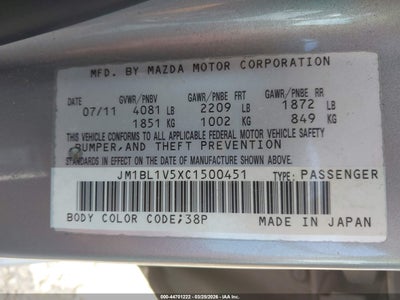 MFD. BY MAZDA MOTOR CORPORATION
DATE GVWR/PNBV GAWR/PNBE FRT GAWR/PNBE RR
07/11 4081 LB 2209 LB 1872 LB
1851 KG 1002 KG 849 KG
THIS VEHICLE CONFORMS TO ALL APPLICABLE FEDERAL MOTOR VEHICLE SAFETY
BUMPER, AND THEFT PREVENTION
STANDARDS IN EFFECT ON THE DATE OF MANUFACTURE SHOWN ABOVE.
JM1BL1V5XC1500451 TYPE: PASSENGER
BODY COLOR CODE;38P MADE IN JAPAN
000-44701222 - 03/29/2026 - IAA, Inc.